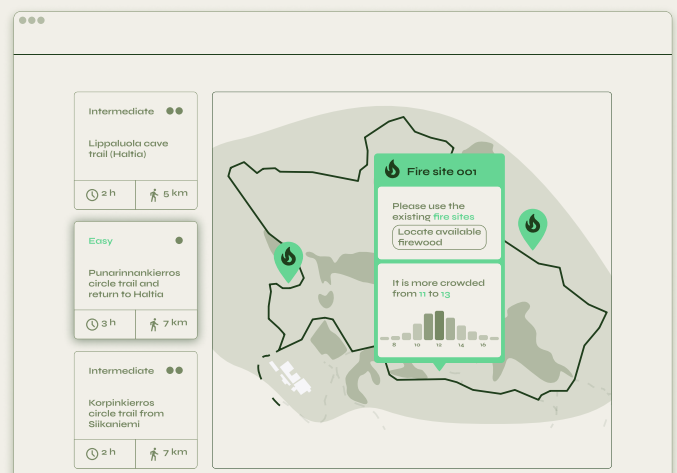 Intermediate
Lippaluola cave
trail (Haltia)
2 h
5 km
Easy
Punarinnankierros
circle trail and
return to Haltia
3 h
7 km
Intermediate
Korpinkierros
circle trail from
Siikaniemi
2 h
7 km
Fire site 001
Please use the
existing fire sites
Locate available
firewood
It is more crowded
from 11 to 13
8 10 12 14 16